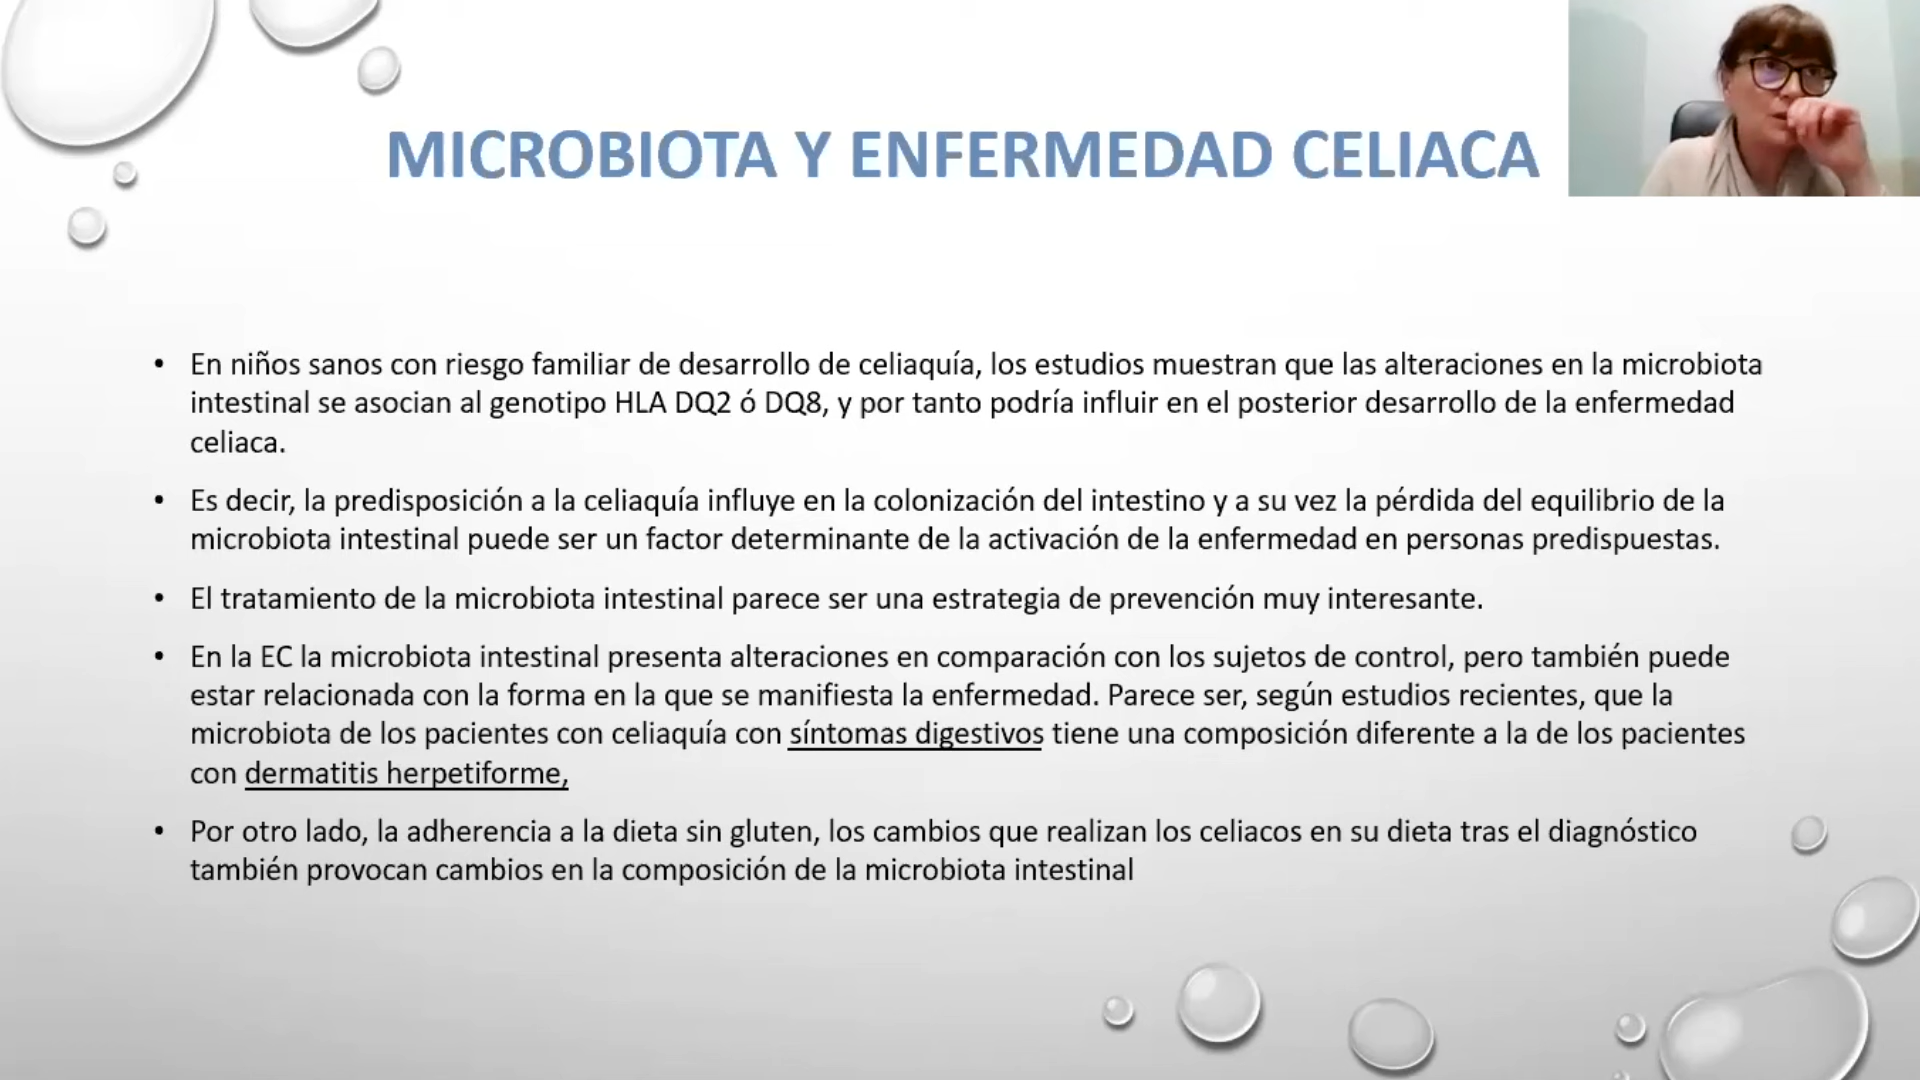 MICROBIOTA Y ENFERMEDAD CELIACA
• En niños sanos con riesgo familiar de desarrollo de celiaquía, los estudios muestran que las alteraciones en la microbiota
intestinal se asocian al genotipo HLA DQ2 ó DQ8, y por tanto podría influir en el posterior desarrollo de la enfermedad
celiaca.
• Es decir, la predisposición a la celiaquía influye en la colonización del intestino y a su vez la pérdida del equilibrio de la
microbiota intestinal puede ser un factor determinante de la activación de la enfermedad en personas predispuestas.
• El tratamiento de la microbiota intestinal parece ser una estrategia de prevención muy interesante.
• En la EC la microbiota intestinal presenta alteraciones en comparación con los sujetos de control, pero también puede
estar relacionada con la forma en la que se manifiesta la enfermedad. Parece ser, según estudios recientes, que la
microbiota de los pacientes con celiaquía con síntomas digestivos tiene una composición diferente a la de los pacientes
con dermatitis herpetiforme,
• Por otro lado, la adherencia a la dieta sin gluten, los cambios que realizan los celiacos en su dieta tras el diagnóstico
también provocan cambios en la composición de la microbiota intestinal